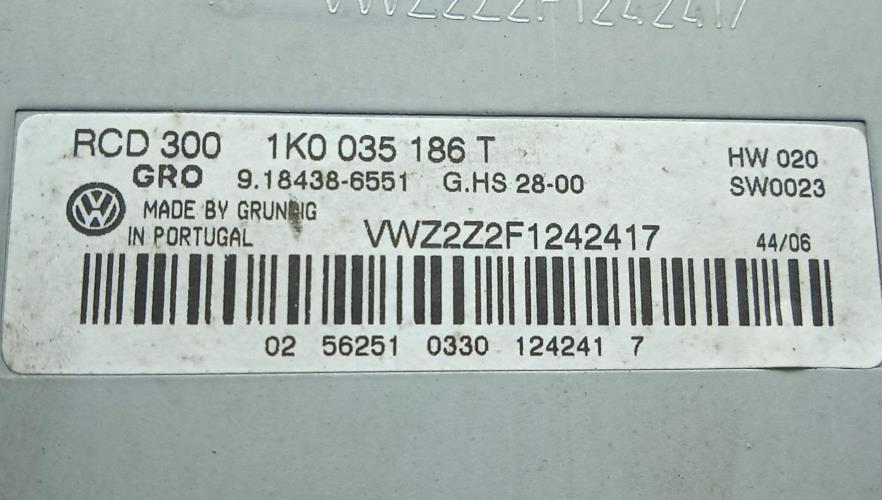 VWZ2Z2F1242417
RCD 300 1K0 035 186 T
HW 020
GRO 9.18438-6551 G.HS 28-00
SW0023
MADE BY GRUNDIG
IN PORTUGAL
VWZ2Z2F1242417
44/06
02 56251 0330 124241 7